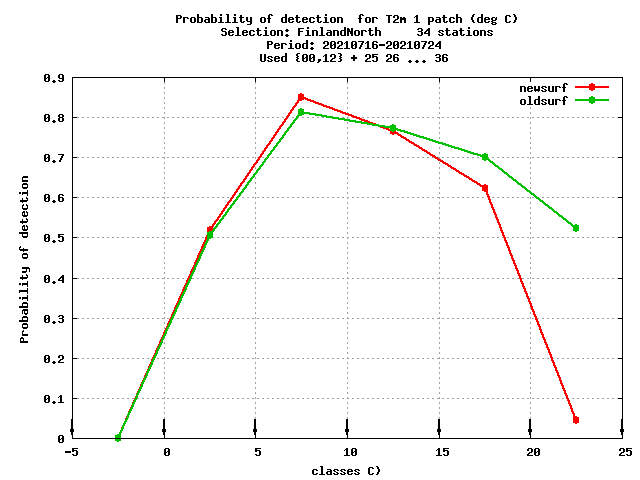 Probability of detection  for T2m 1 patch (deg C)
Selection: FinlandNorth     34 stations
Period: 20210716-20210724
Used {00,12} + 25 26 ... 36
newsurf
oldsurf
Probability of detection
0.9
0.8
0.7
0.6
0.5
0.4
0.3
0.2
0.1
0
-5 0 5 10 15 20 25
classes C)